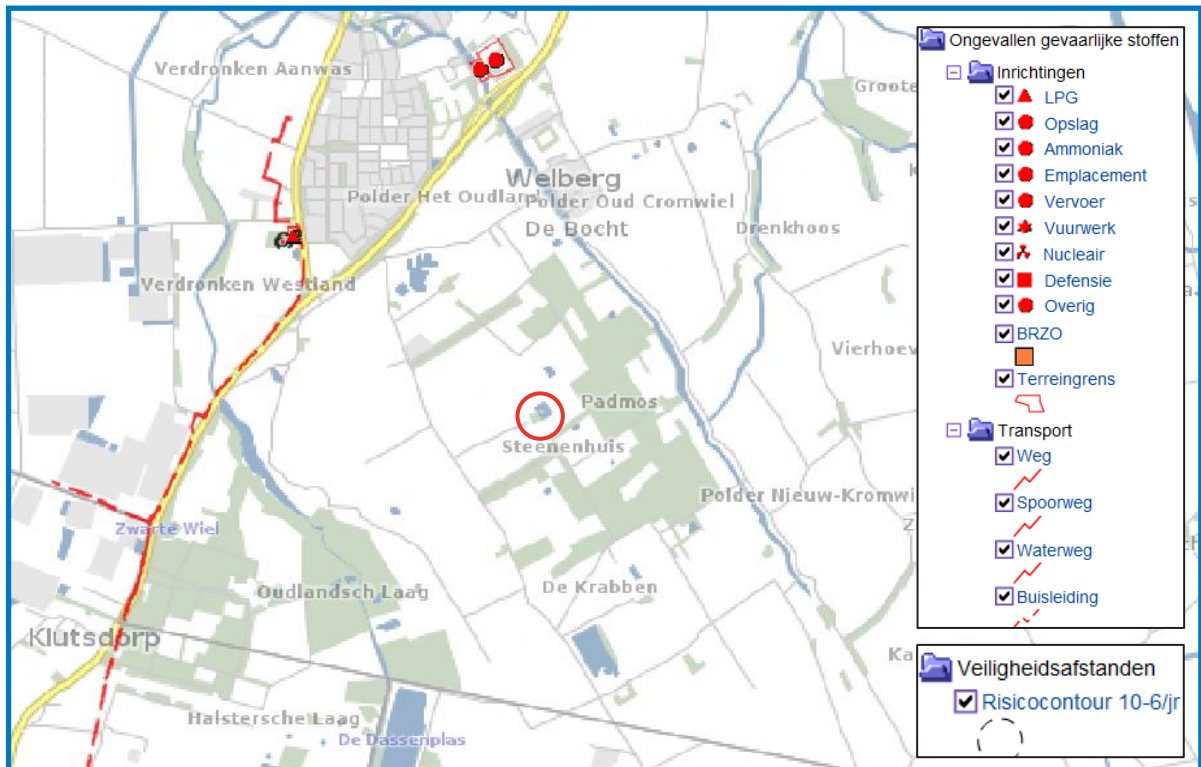 Verdronken Aanwas
Groote
Welberg
Polder Het Oudland
Polder Oud Cromwiel
De Bocht
Drenkhoos
Verdronken Westland
Vierhoev
Padmos
Steenenhuis
Polder Nieuw-Kromwi
Zwarte Wiel
De Krabben
Oudlandsch Laag
Klutsdorp
Ka
Halstersche Laag
De Dassenplas
Ongevallen gevaarlijke stoffen
Inrichtingen
LPG
Opslag
Ammoniak
Emplacement
Vervoer
Vuurwerk
Nucleair
Defensie
Overig
BRZO
Terreingrens
Transport
Weg
Spoorweg
Waterweg
Buisleiding
Veiligheidsafstanden
Risicocontour 10-6/jr